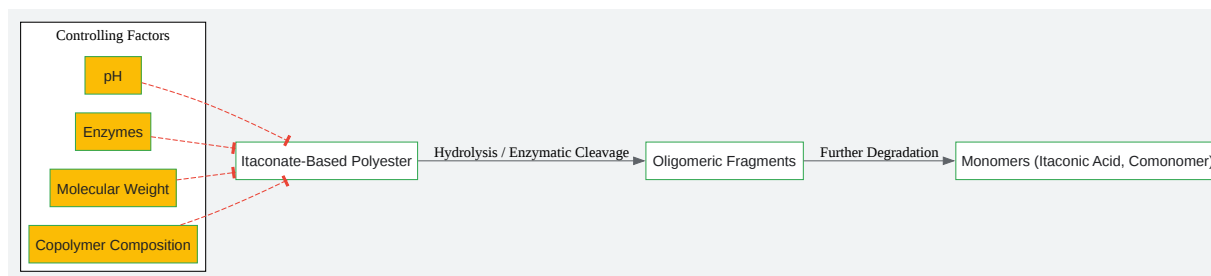 Controlling Factors
pH
Enzymes
Molecular Weight
Copolymer Composition
Itaconate-Based Polyester
Hydrolysis / Enzymatic Cleavage
Oligomeric Fragments
Further Degradation
Monomers (Itaconic Acid, Comonomer)